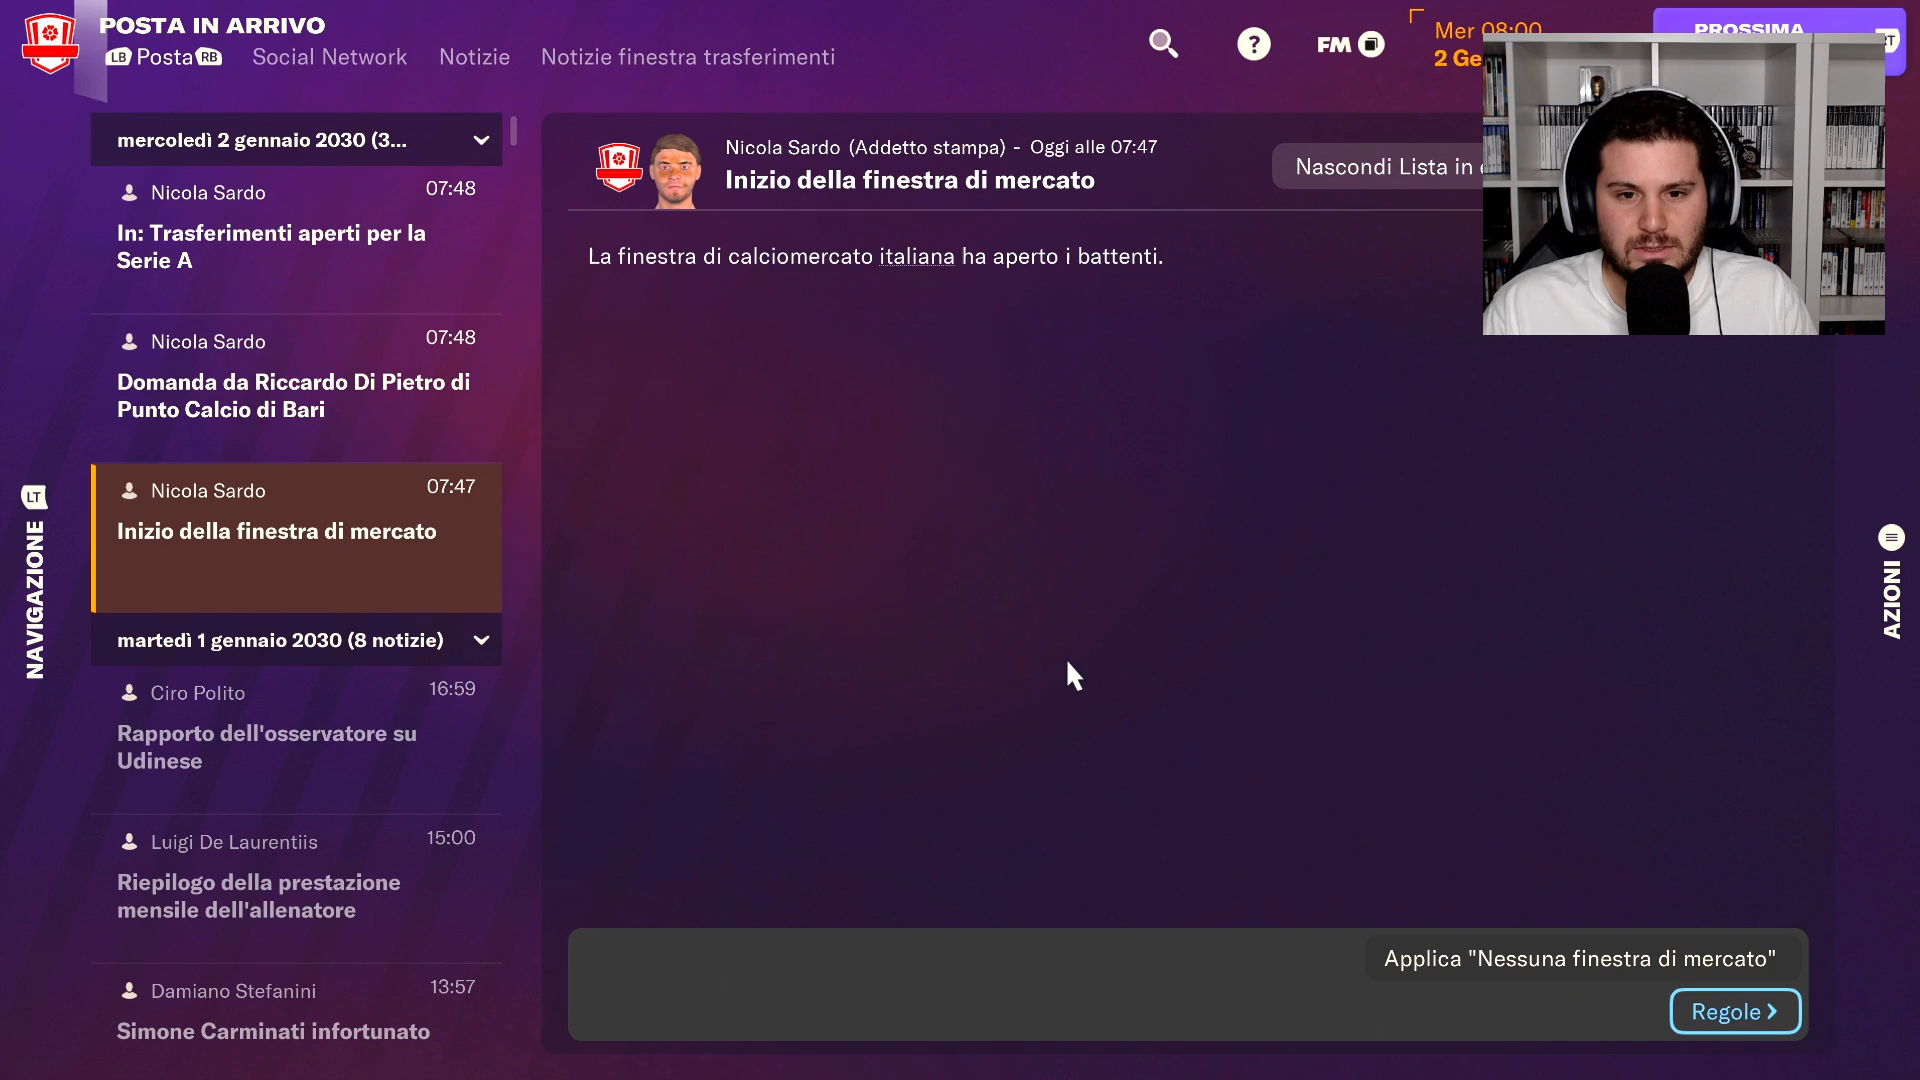 POSTA IN ARRIVO
LB Posta RB Social Network Notizie Notizie finestra trasferimenti
FM
Mer 08:00
2 Ge
PROSSIMA
mercoledì 2 gennaio 2030 (3...
Nicola Sardo 07:48
In: Trasferimenti aperti per la
Serie A
Nicola Sardo 07:48
Domanda da Riccardo Di Pietro di
Punto Calcio di Bari
Nicola Sardo 07:47
Inizio della finestra di mercato
martedì 1 gennaio 2030 (8 notizie)
Ciro Polito 16:59
Rapporto dell'osservatore su
Udinese
Luigi De Laurentiis 15:00
Riepilogo della prestazione
mensile dell'allenatore
Damiano Stefanini 13:57
Simone Carminati infortunato
LT
NAVIGAZIONE
Nicola Sardo (Addetto stampa) - Oggi alle 07:47
Inizio della finestra di mercato
Nascondi Lista in
La finestra di calciomercato italiana ha aperto i battenti.
Applica "Nessuna finestra di mercato"
Regole
AZIONI